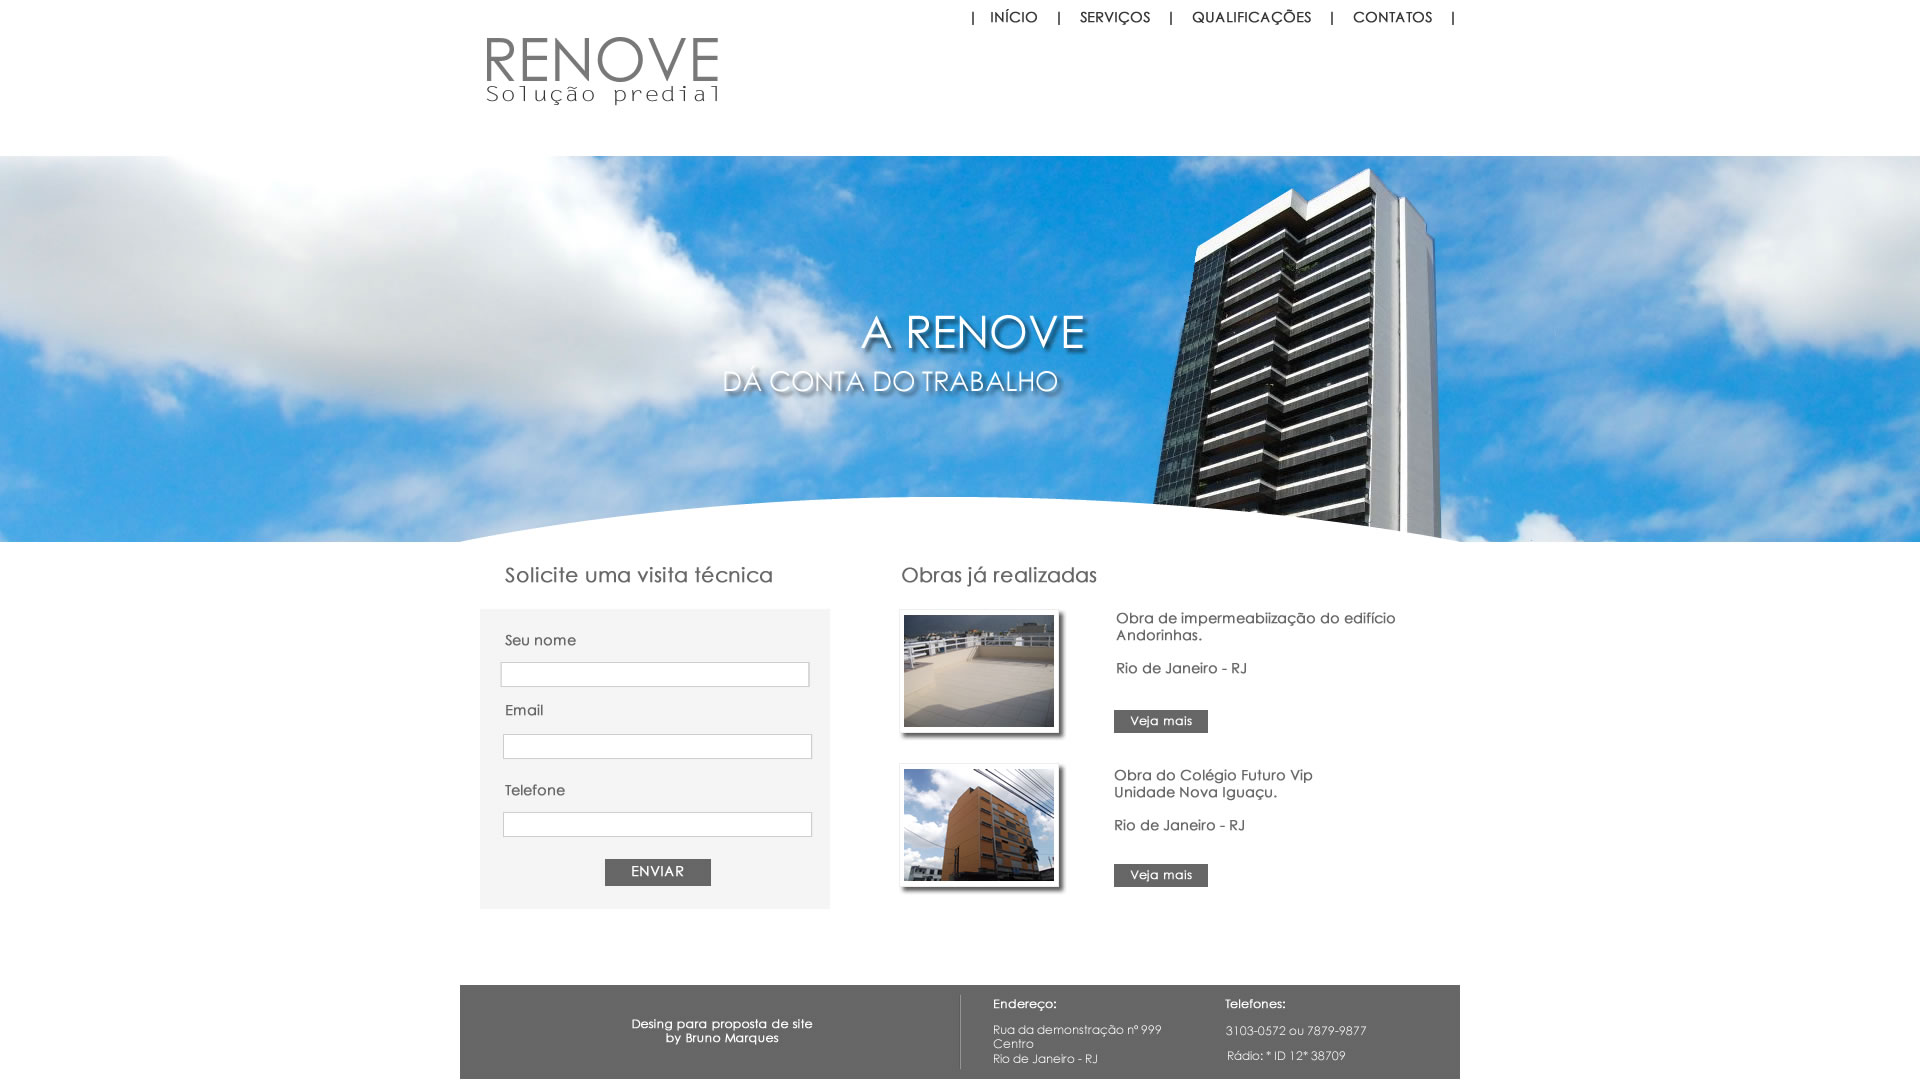 | INÍCIO | SERVIÇOS | QUALIFICAÇÕES | CONTATOS |
RENOVE
Solução predial
A RENOVE
DÁ CONTA DO TRABALHO
Solicite uma visita técnica
Seu nome
Email
Telefone
ENVIAR
Obras já realizadas
Obra de impermeabiização do edifício
Andorinhas.
Rio de Janeiro - RJ
Veja mais
Obra do Colégio Futuro Vip
Unidade Nova Iguaçu.
Rio de Janeiro - RJ
Veja mais
Desing para proposta de site
by Bruno Marques
Endereço:
Rua da demonstração nº 999
Centro
Rio de Janeiro - RJ
Telefones:
3103-0572 ou 7879-9877
Rádio: * ID 12* 38709